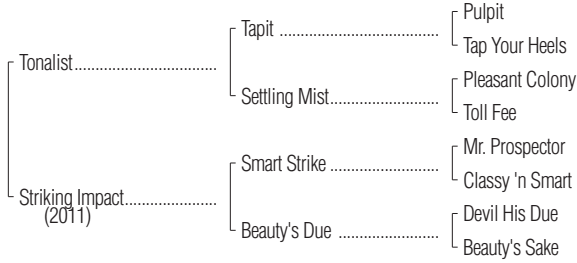 Pulpit
Tapit ......................................
Tap Your Heels
Tonalist..................................
Pleasant Colony
Settling Mist..........................
Toll Fee
Mr. Prospector
Smart Strike ..........................
Classy 'n Smart
Striking Impact.....................
(2011)
Devil His Due
Beauty's Due ........................
Beauty's Sake